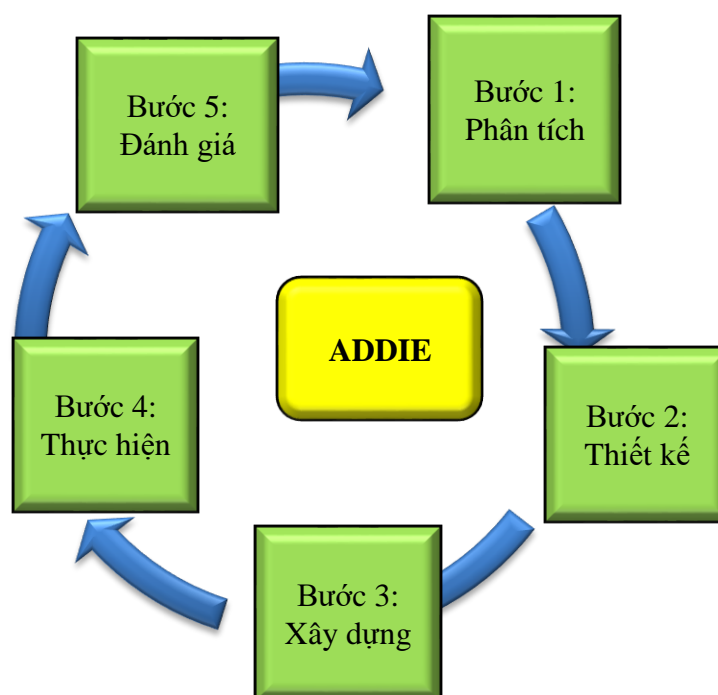 Bước 1:
Phân tích
Bước 2:
Thiết kế
Bước 3:
Xây dựng
Bước 4:
Thực hiện
Bước 5:
Đánh giá
ADDIE